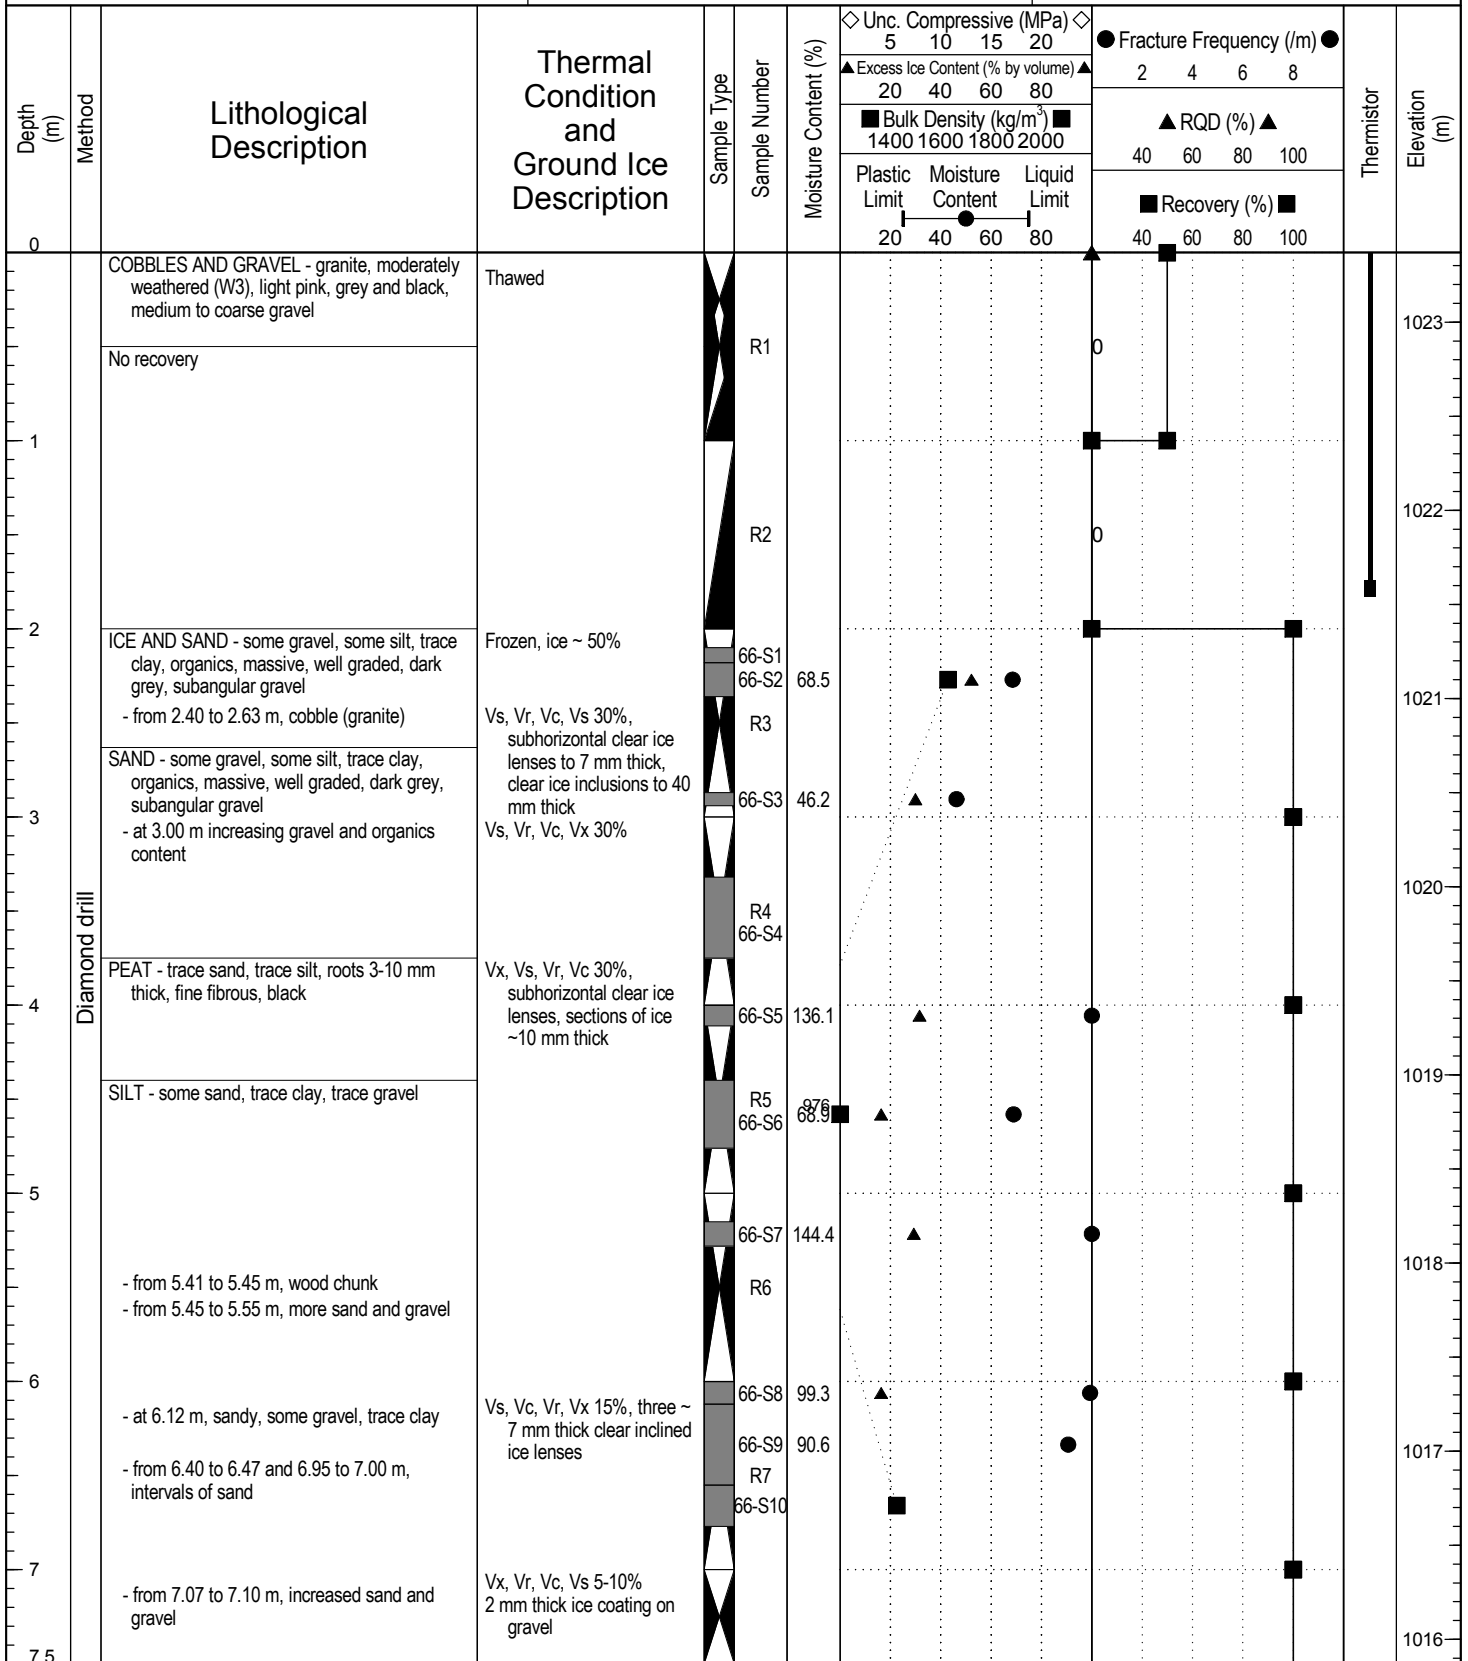 Depth
(m)
Method
Lithological
Description
Thermal
Condition
and
Ground Ice
Description
Sample Type
Sample Number
Moisture Content (%)
◇ Unc. Compressive (MPa) ◇
5 10 15 20
▲ Excess Ice Content (% by volume) ▲
20 40 60 80
■ Bulk Density (kg/m³) ■
1400 1600 1800 2000
Plastic Moisture Liquid
Limit Content Limit
20 40 60 80
● Fracture Frequency (/m) ●
2 4 6 8
▲ RQD (%) ▲
40 60 80 100
■ Recovery (%) ■
40 60 80 100
Thermistor
Elevation
(m)
0
Diamond drill
COBBLES AND GRAVEL - granite, moderately
weathered (W3), light pink, grey and black,
medium to coarse gravel
Thawed
1023
R1
0
No recovery
1
1022
R2
0
2
ICE AND SAND - some gravel, some silt, trace
clay, organics, massive, well graded, dark
grey, subangular gravel
Frozen, ice ~ 50%
66-S1
66-S2 68.5
1021
- from 2.40 to 2.63 m, cobble (granite)
Vs, Vr, Vc, Vs 30%,
subhorizontal clear ice
lenses to 7 mm thick,
clear ice inclusions to 40
mm thick
R3
SAND - some gravel, some silt, trace clay,
organics, massive, well graded, dark grey,
subangular gravel
66-S3 46.2
3
- at 3.00 m increasing gravel and organics
content
Vs, Vr, Vc, Vx 30%
1020
R4
66-S4
PEAT - trace sand, trace silt, roots 3-10 mm
thick, fine fibrous, black
Vx, Vs, Vr, Vc 30%,
subhorizontal clear ice
lenses, sections of ice
~10 mm thick
4
66-S5 136.1
1019
SILT - some sand, trace clay, trace gravel
R5
976
66-S6 68.9
5
66-S7 144.4
1018
- from 5.41 to 5.45 m, wood chunk
R6
- from 5.45 to 5.55 m, more sand and gravel
6
66-S8 99.3
- at 6.12 m, sandy, some gravel, trace clay
Vs, Vc, Vr, Vx 15%, three ~
7 mm thick clear inclined
ice lenses
66-S9 90.6
1017
- from 6.40 to 6.47 and 6.95 to 7.00 m,
intervals of sand
R7
66-S10
7
- from 7.07 to 7.10 m, increased sand and
gravel
Vx, Vr, Vc, Vs 5-10%
2 mm thick ice coating on
gravel
1016
7.5